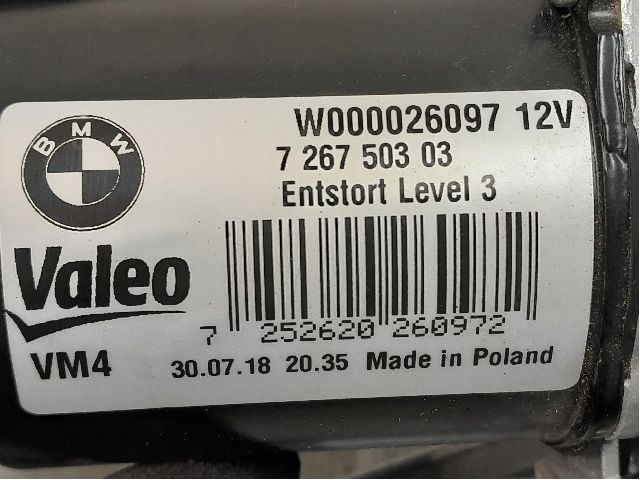 BMW
W000026097 12V
7 267 503 03
Entstort Level 3
Valeo
7 252620 260972
VM4
30.07.18 20.35 Made in Poland